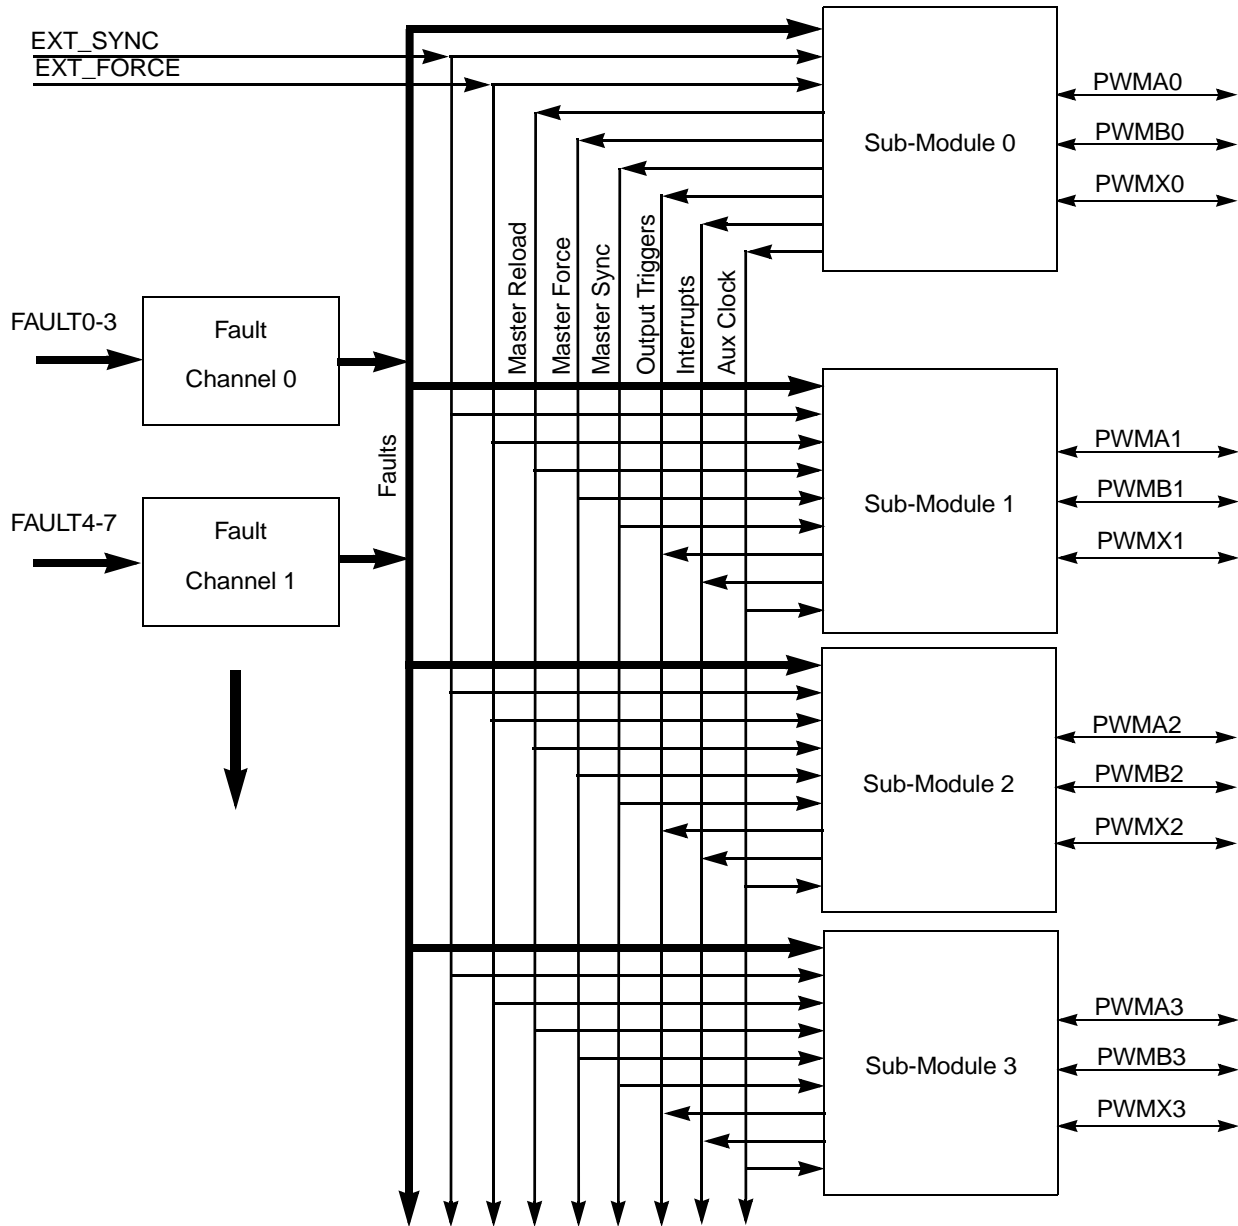 EXT_SYNC
EXT_FORCE
Sub-Module 0
PWMA0
PWMB0
PWMX0
Master Reload
Master Force
Master Sync
Output Triggers
Interrupts
Aux Clock
FAULT0-3
Fault
Channel 0
Faults
FAULT4-7
Fault
Channel 1
Sub-Module 1
PWMA1
PWMB1
PWMX1
Sub-Module 2
PWMA2
PWMB2
PWMX2
Sub-Module 3
PWMA3
PWMB3
PWMX3